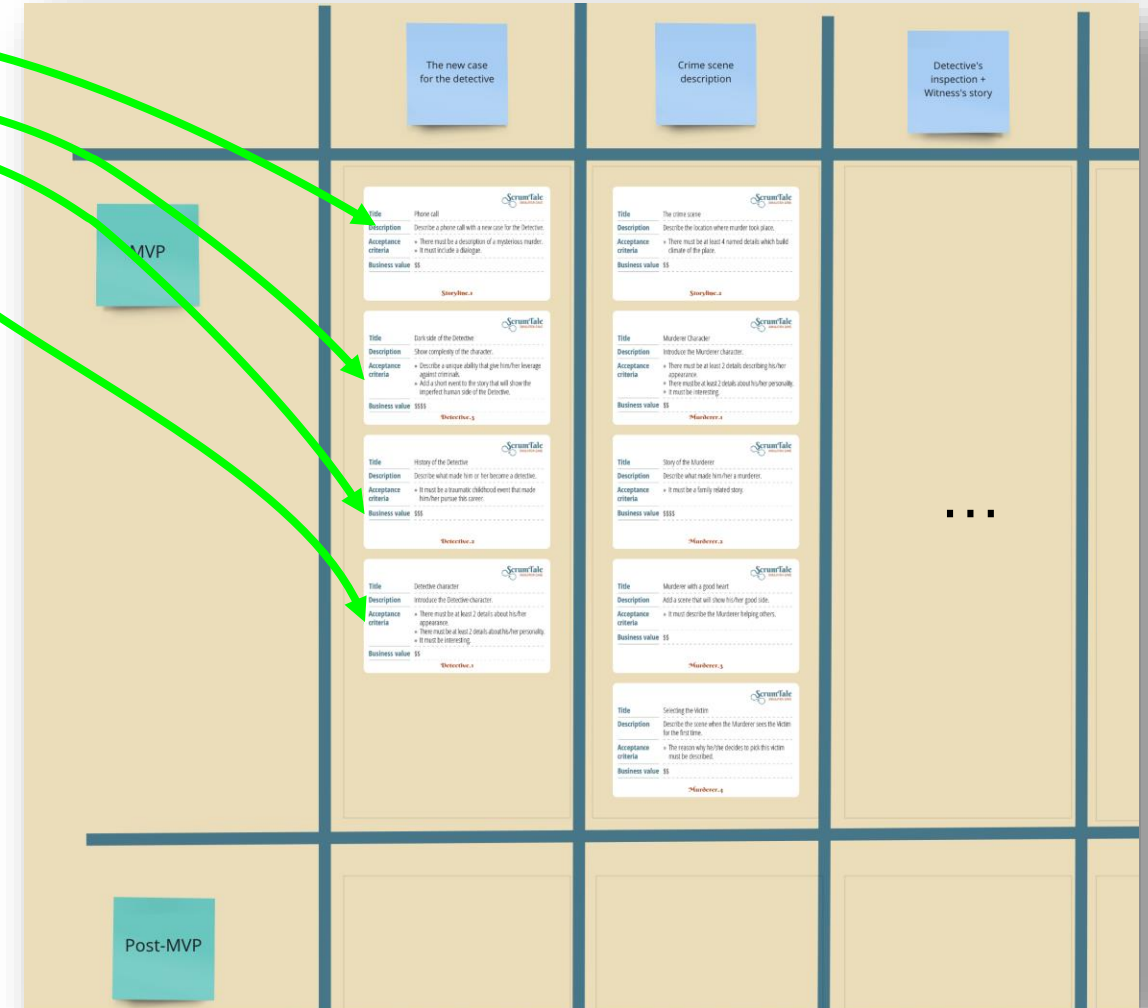 The new case
for the detective
Crime scene
description
Detective's
inspection +
Witness's story
MVP
ScrumTale
Title Phone call
Description Describe a phone call with a new case for the Detective.
Acceptance
criteria
» There must be a description of a mysterious murder.
» It must include a dialogue.
Business value $$
Storyline.1
ScrumTale
Title Dark side of the Detective
Description Show complexity of the character.
Acceptance
criteria
» Describe a unique ability that give him/her leverage
against criminals.
» Add a short event to the story that will show the
imperfect human side of the Detective.
Business value $$$$
Detective.3
ScrumTale
Title History of the Detective
Description Describe what made him or her become a detective.
Acceptance
criteria
» It must be a traumatic childhood event that made
him/her pursue this career.
Business value $$$
Detective.2
ScrumTale
Title Detective character
Description Introduce the Detective character.
Acceptance
criteria
» There must be at least 2 details about his/her
appearance.
» There must be at least 2 details about his/her personality.
» It must be interesting.
Business value $$
Detective.1
ScrumTale
Title The crime scene
Description Describe the location where murder took place.
Acceptance
criteria
» There must be at least 4 named details which build
climate of the place.
Business value $$
Storyline.2
ScrumTale
Title Murderer Character
Description Introduce the Murderer character.
Acceptance
criteria
» There must be at least 2 details describing his/her
appearance.
» There must be at least 2 details about his/her personality.
» It must be interesting.
Business value $$
Murderer.1
ScrumTale
Title Story of the Murderer
Description Describe what made him/her a murderer.
Acceptance
criteria
» It must be a family related story.
Business value $$$$
Murderer.2
ScrumTale
Title Murderer with a good heart
Description Add a scene that will show his/her good side.
Acceptance
criteria
» It must describe the Murderer helping others.
Business value $$
Murderer.3
ScrumTale
Title Selecting the Victim
Description Describe the scene when the Murderer sees the Victim
for the first time.
Acceptance
criteria
» The reason why he/she decides to pick this victim
must be described.
Business value $$
Murderer.4
...
Post-MVP